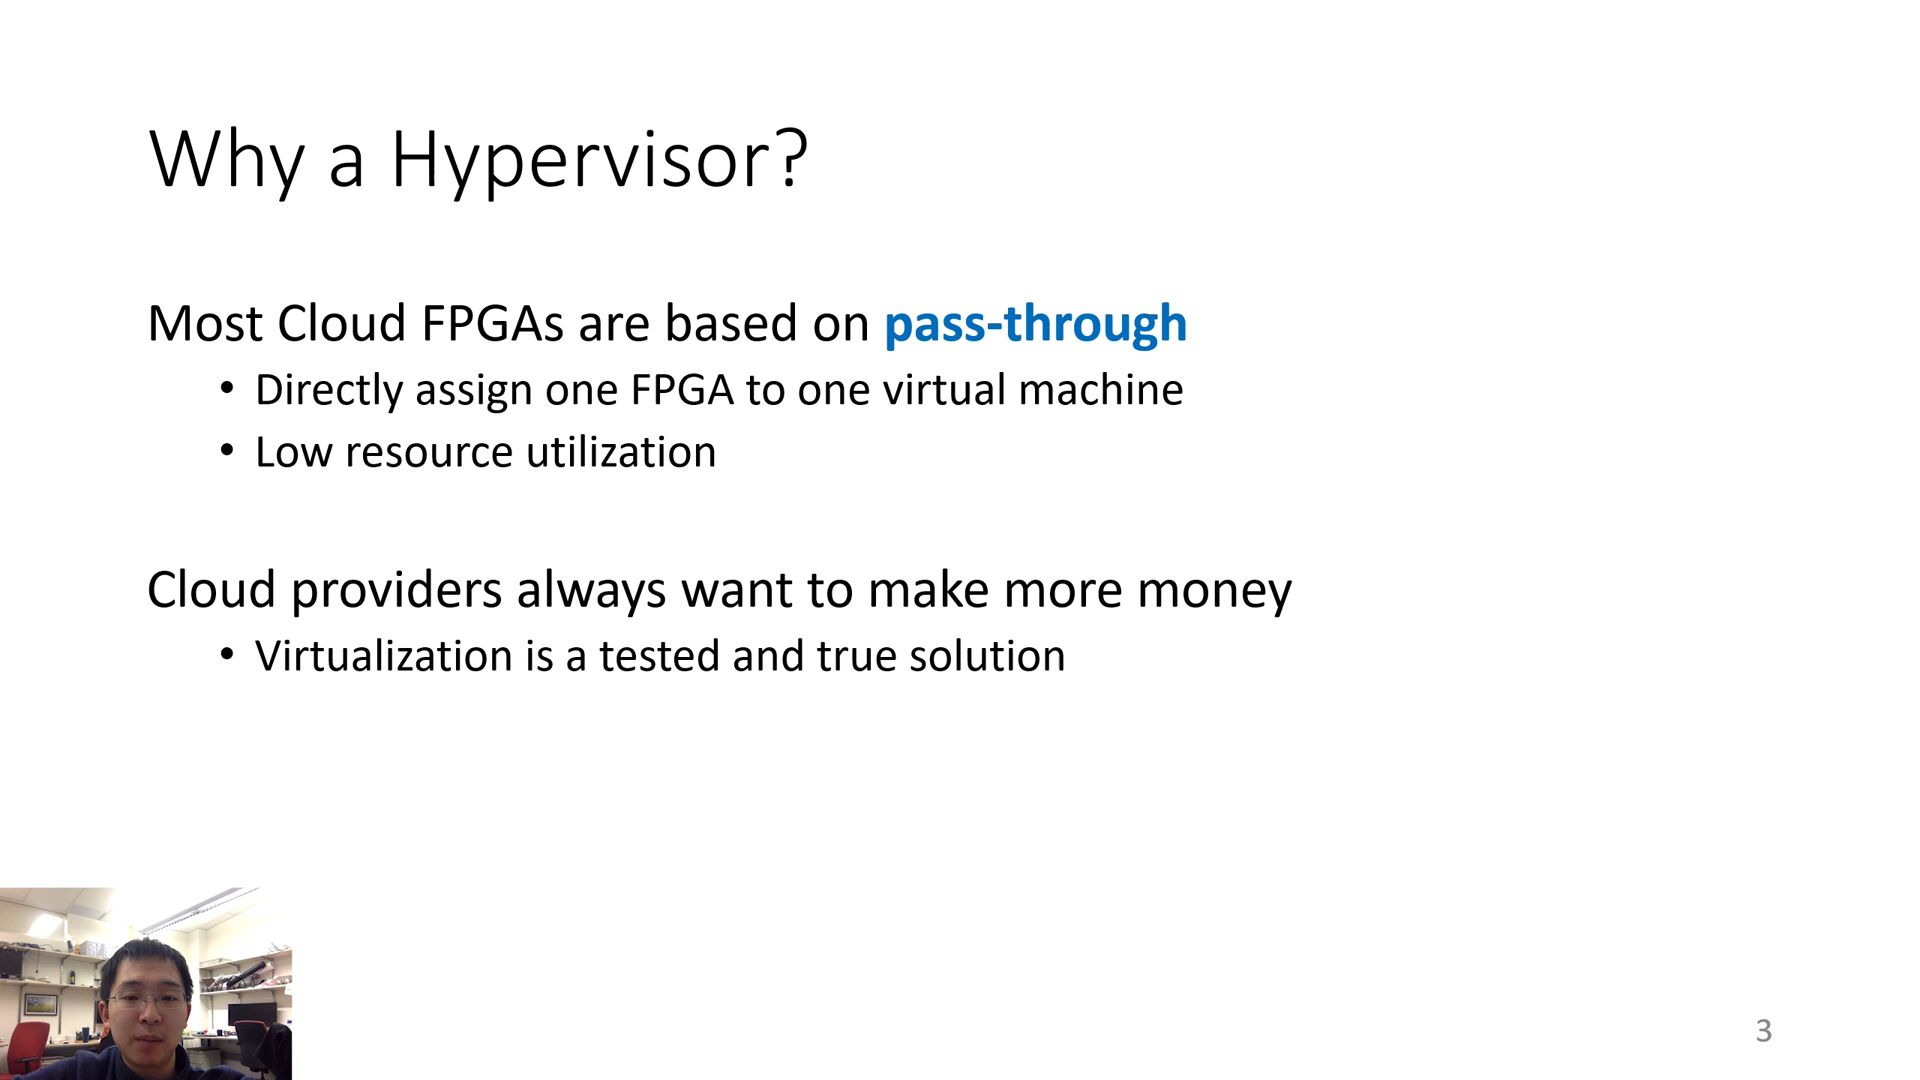 Why a Hypervisor?
Most Cloud FPGAs are based on pass-through
• Directly assign one FPGA to one virtual machine
• Low resource utilization
Cloud providers always want to make more money
• Virtualization is a tested and true solution
3